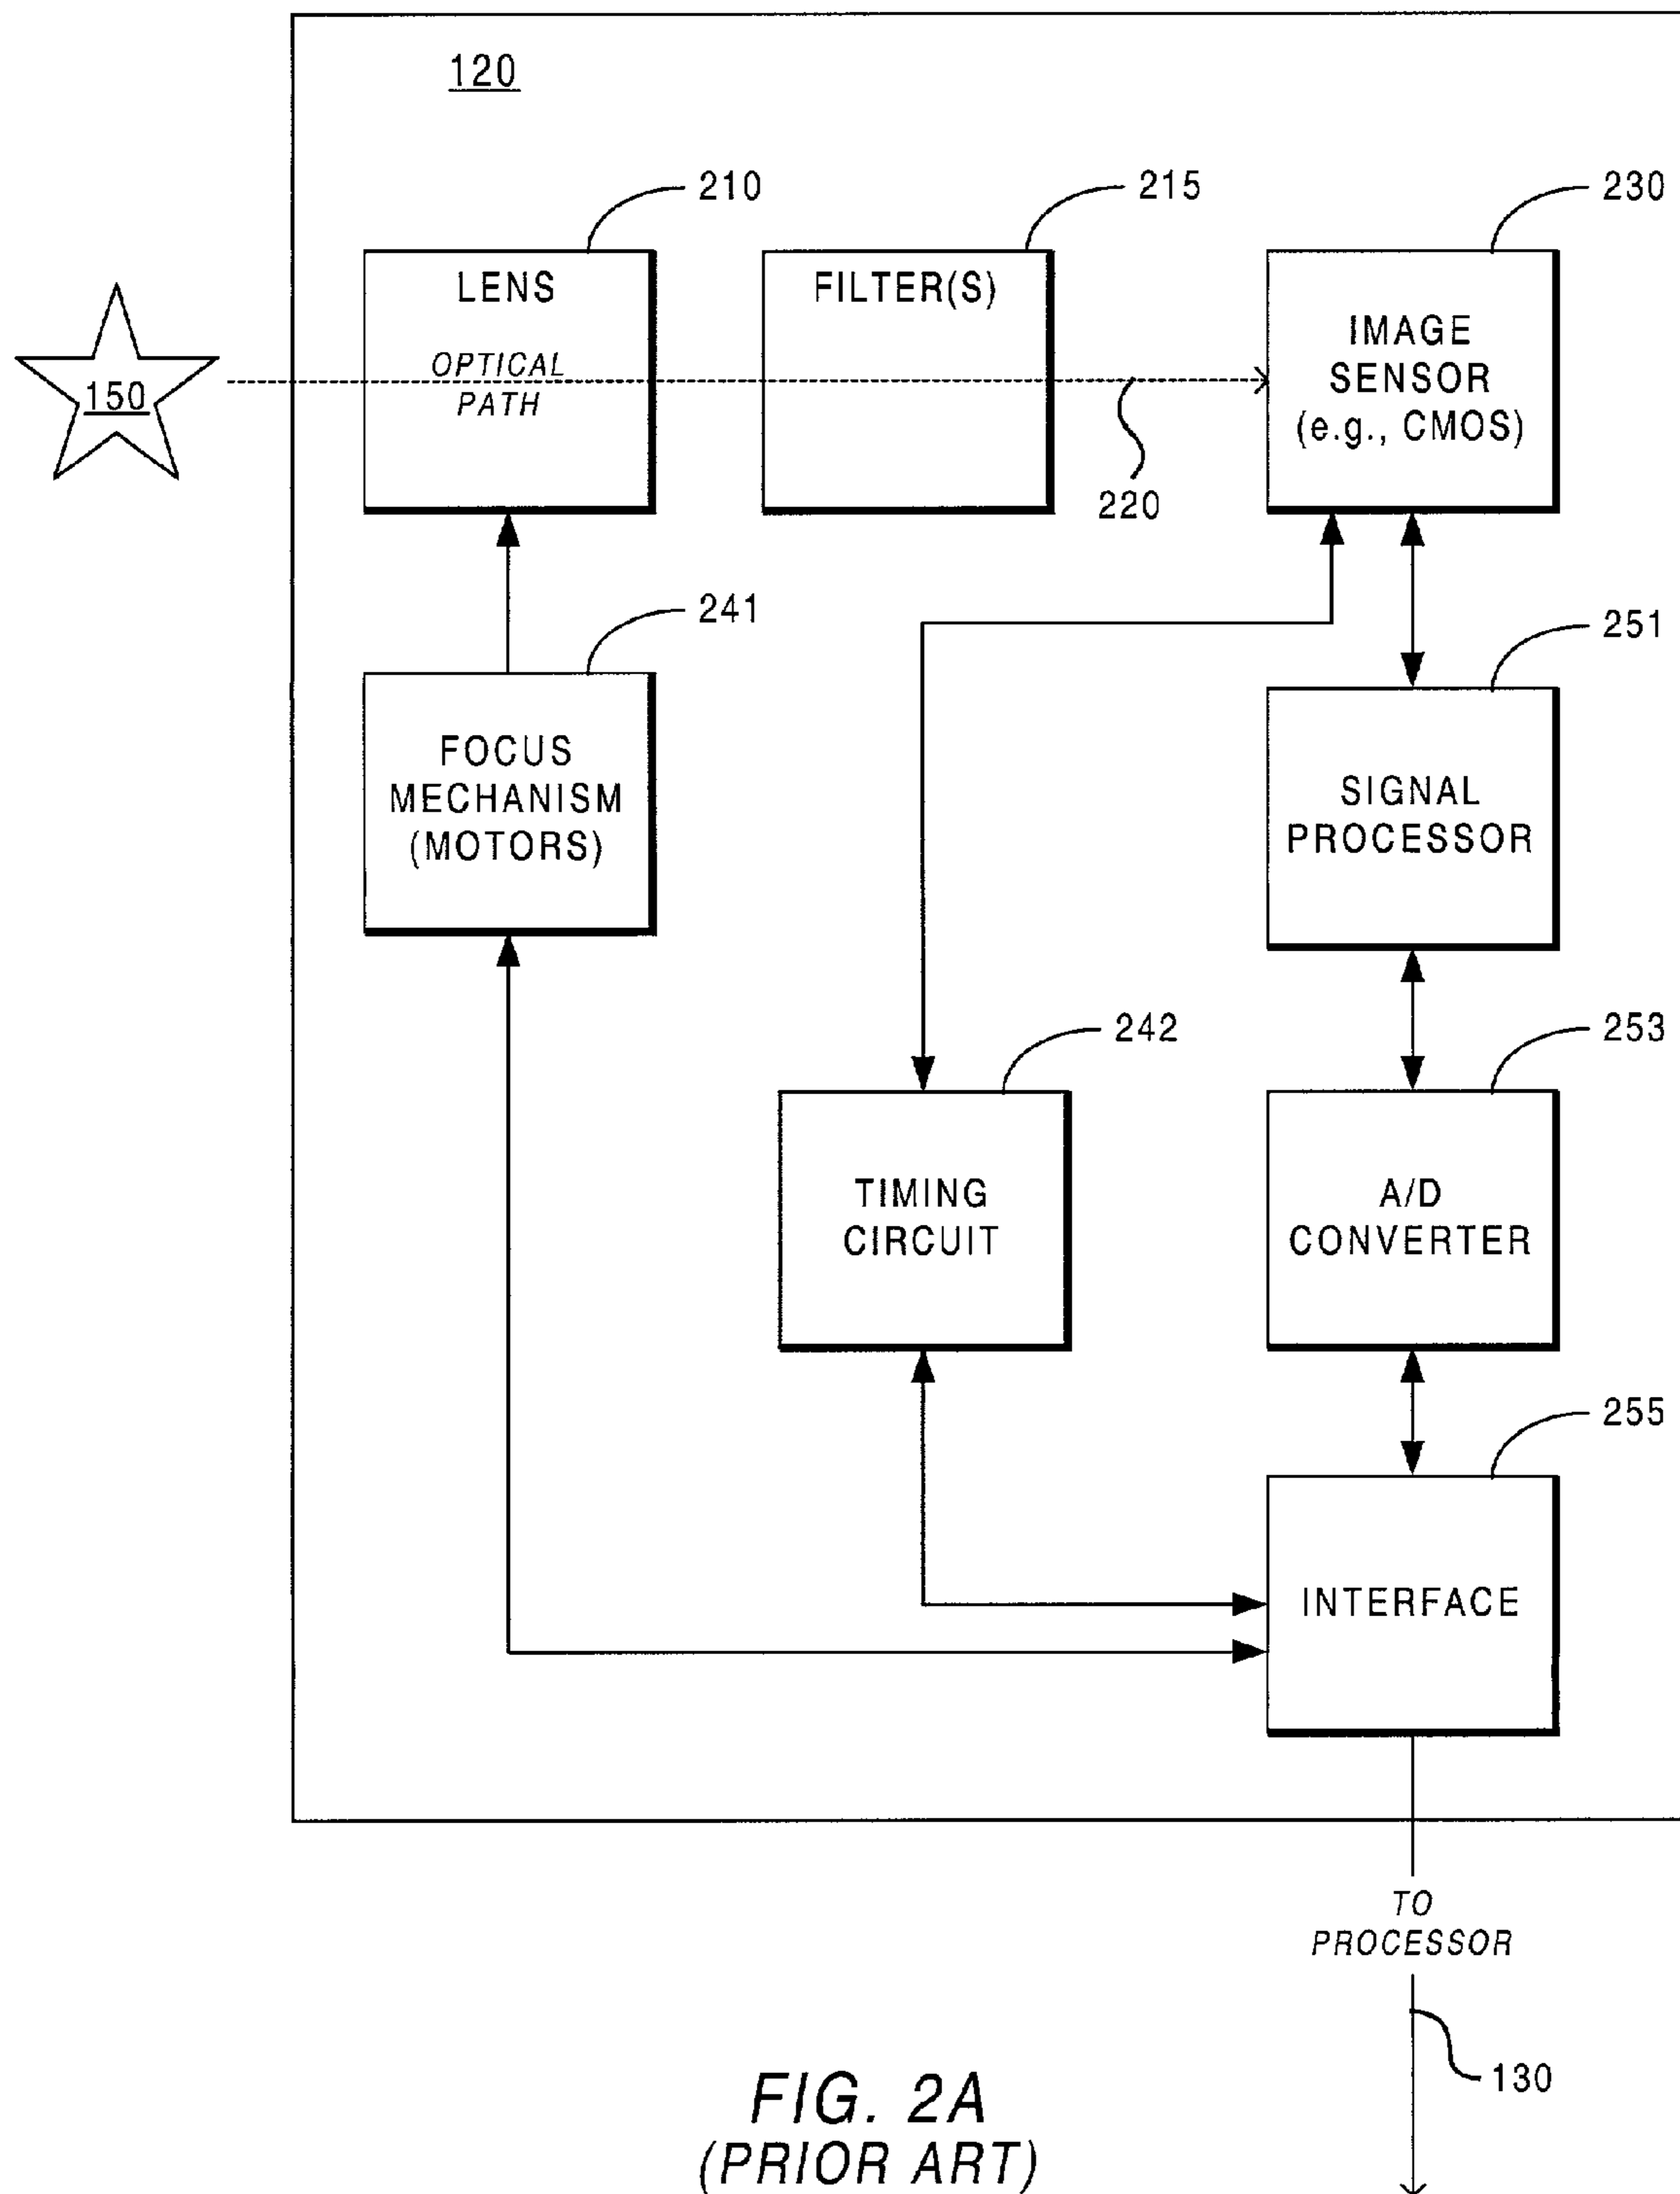 120
210
215
230
LENS
FILTER(S)
IMAGE
SENSOR
(e.g., CMOS)
OPTICAL
PATH
150
220
241
251
FOCUS
MECHANISM
(MOTORS)
SIGNAL
PROCESSOR
242
253
TIMING
CIRCUIT
A/D
CONVERTER
255
INTERFACE
TO
PROCESSOR
130
FIG. 2A
(PRIOR ART)